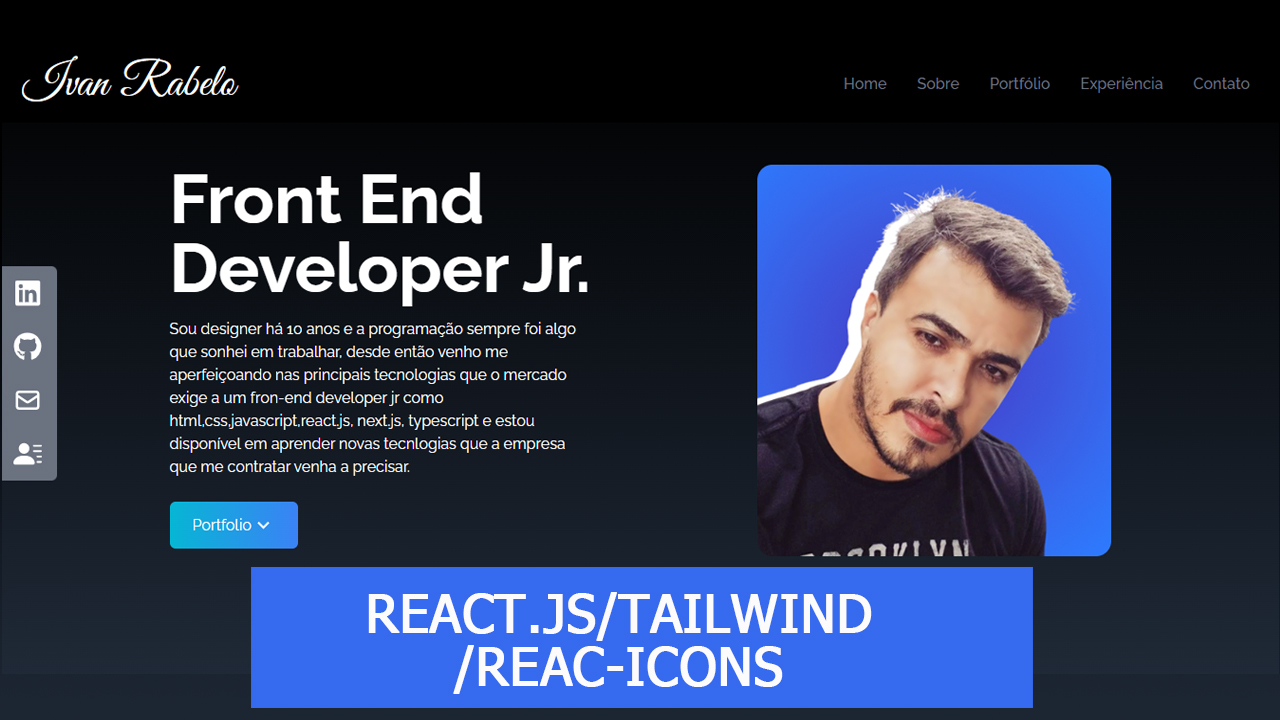 Ivan Rabelo
Home Sobre Portfólio Experiência Contato
Front End
Developer Jr.
Sou designer há 10 anos e a programação sempre foi algo
que sonhei em trabalhar, desde então venho me
aperfeiçoando nas principais tecnologias que o mercado
exige a um fron-end developer jr como
html,css,javascript,react.js, next.js, typescript e estou
disponível em aprender novas tecnlogias que a empresa
que me contratar venha a precisar.
Portfolio
BROOKLYN
REACT.JS/TAILWIND
/REAC-ICONS